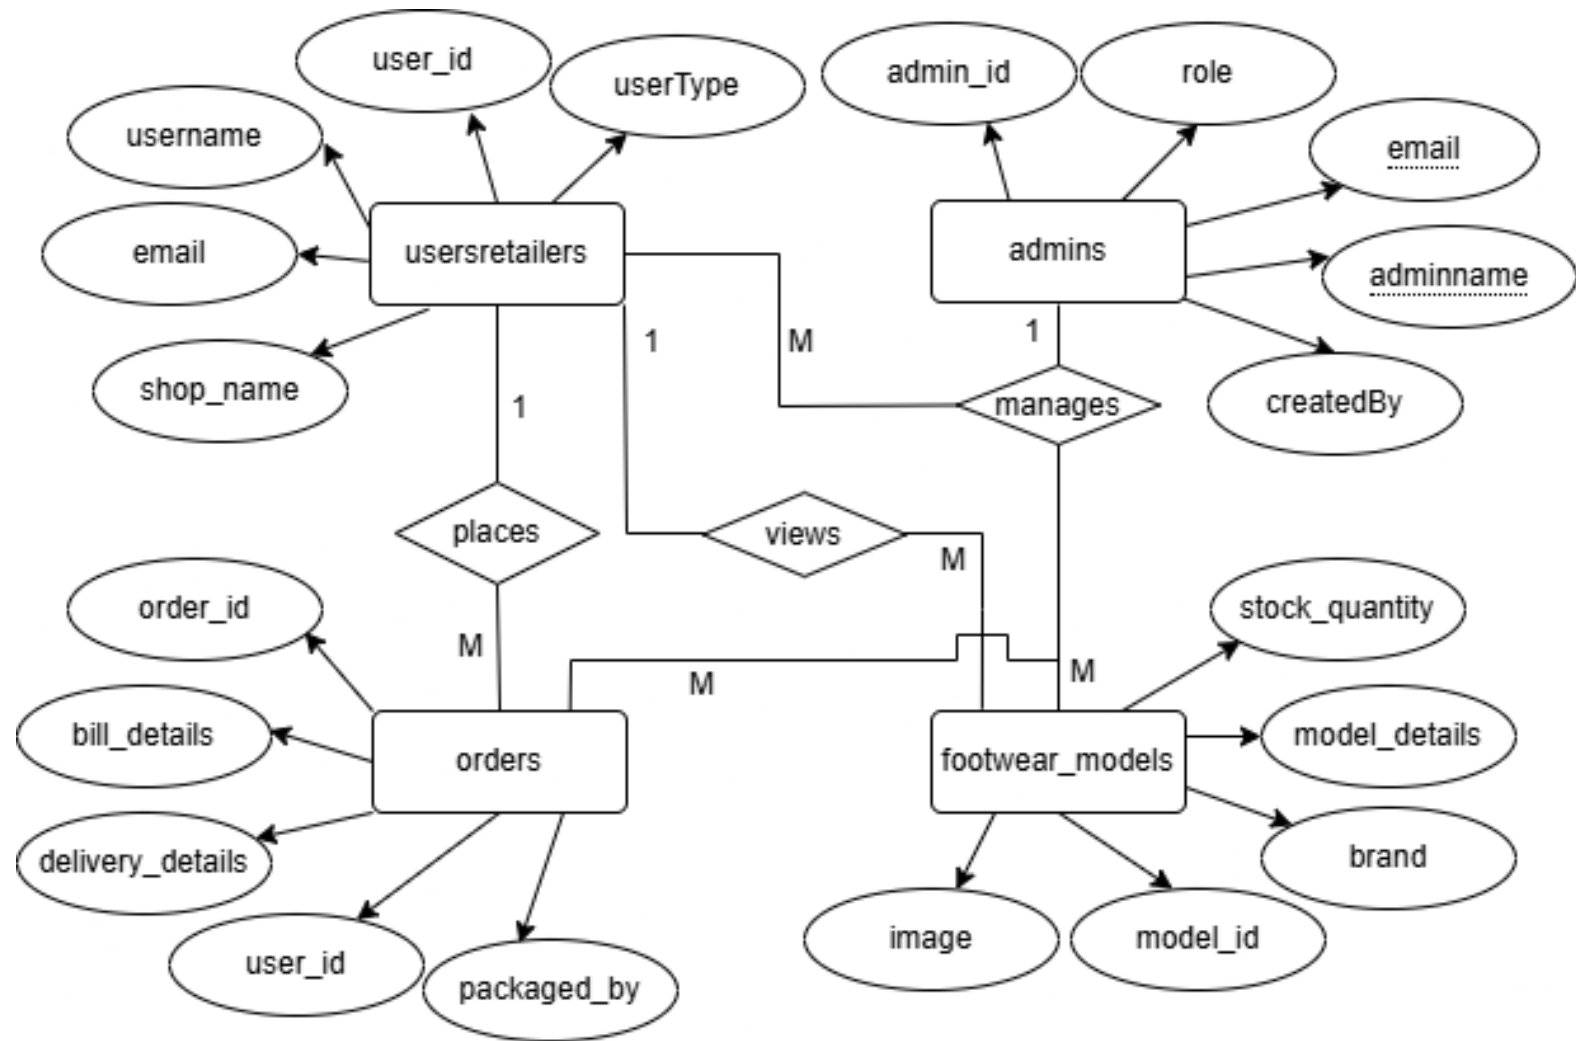 user_id
userType
admin_id
role
username
email
email
usersretailers
admins
adminname
1
M
1
shop_name
1
manages
createdBy
places
views
M
order_id
stock_quantity
M
M
M
bill_details
orders
footwear_models
model_details
delivery_details
brand
user_id
packaged_by
image
model_id